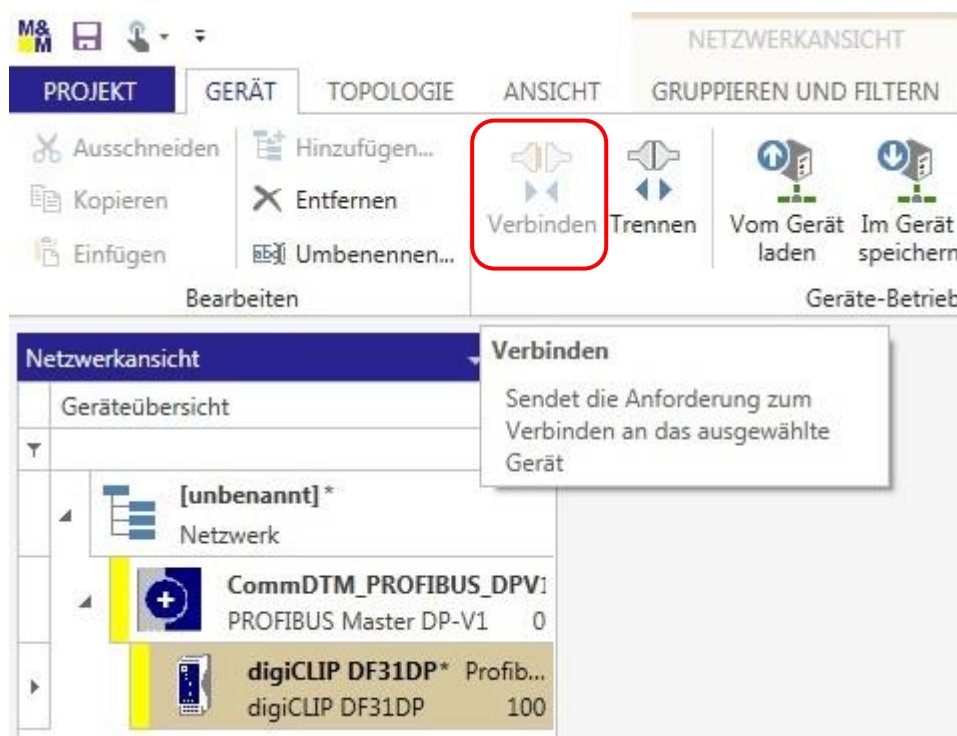 M&M
NETZWERKANSICHT
PROJEKT GERÄT TOPOLOGIE ANSICHT GRUPPIEREN UND FILTERN
Ausschneiden Hinzufügen...
Kopieren Entfernen
Einfügen Umbenennen...
Verbinden Trennen
Vom Gerät laden
Im Gerät speichern
Bearbeiten Geräte-Betrieb
Netzwerkansicht
Geräteübersicht
Verbinden
Sendet die Anforderung zum
Verbinden an das ausgewählte
Gerät
[unbenannt]*
Netzwerk
CommDTM_PROFIBUS_DPV1
PROFIBUS Master DP-V1 0
digiCLIP DF31DP* Profib...
digiCLIP DF31DP 100